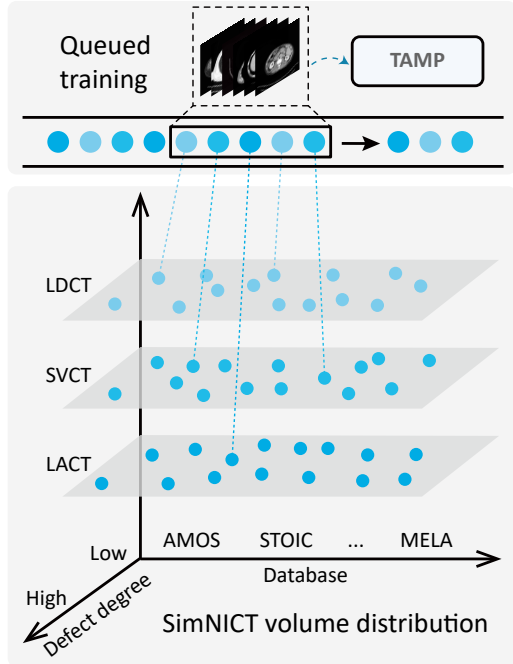 Queued
training
TAMP
LDCT
SVCT
LACT
Low
High
Defect degree
AMOS STOIC ... MELA
Database
SimNICT volume distribution